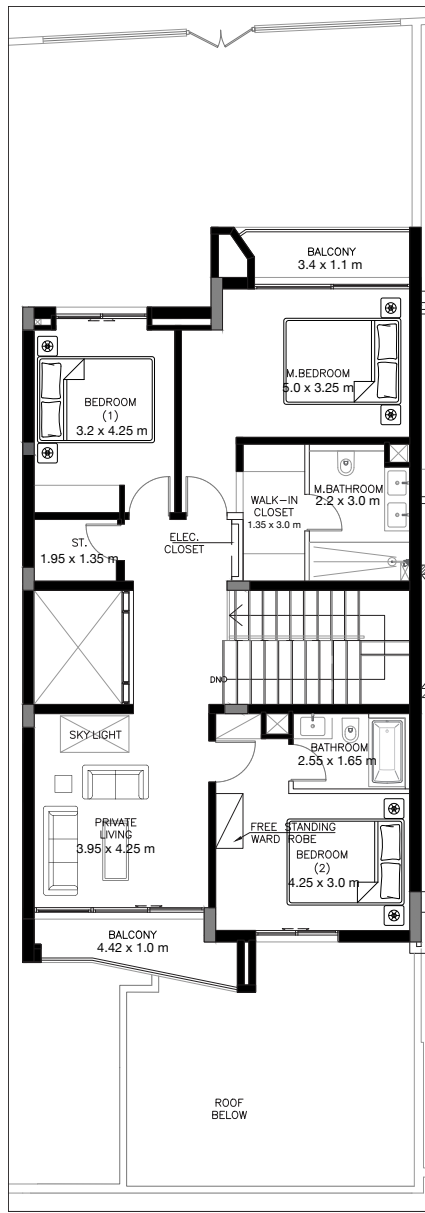 BALCONY
3.4 x 1.1 m
M.BEDROOM
5.0 x 3.25 m
BEDROOM
(1)
3.2 x 4.25 m
M.BATHROOM
2.2 x 3.0 m
WALK-IN
CLOSET
1.35 x 3.0 m
ELEC.
CLOSET
ST.
1.95 x 1.35 m
DN
SKYLIGHT
BATHROOM
2.55 x 1.65 m
PRIVATE
LIVING
3.95 x 4.25 m
FREE STANDING
WARD ROBE
BEDROOM
(2)
4.25 x 3.0 m
BALCONY
4.42 x 1.0 m
ROOF
BELOW